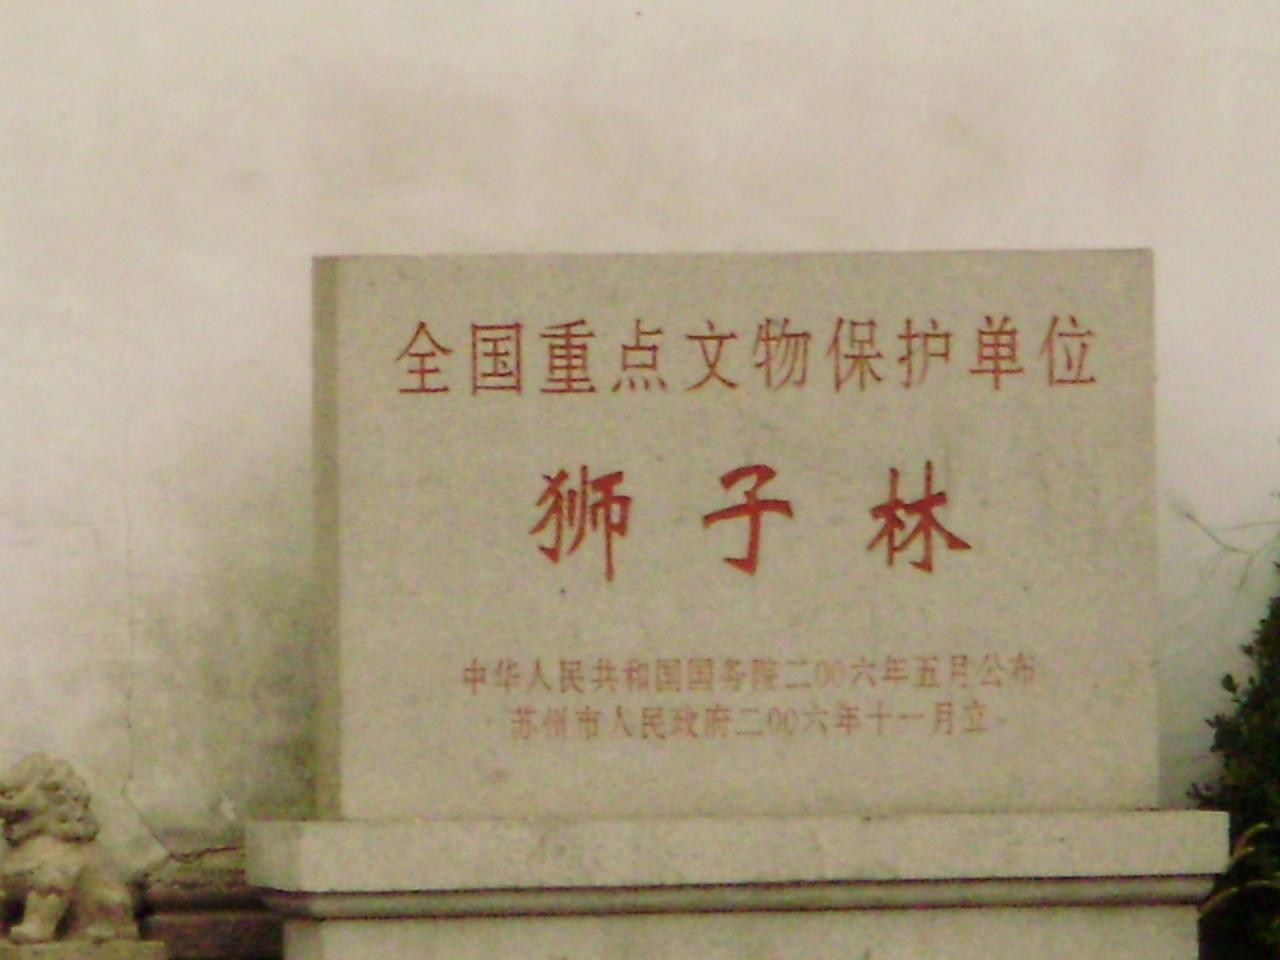 全国重点文物保护单位
狮子林
中华人民共和国国务院二00六年五月公布
苏州市人民政府二00六年十一月立